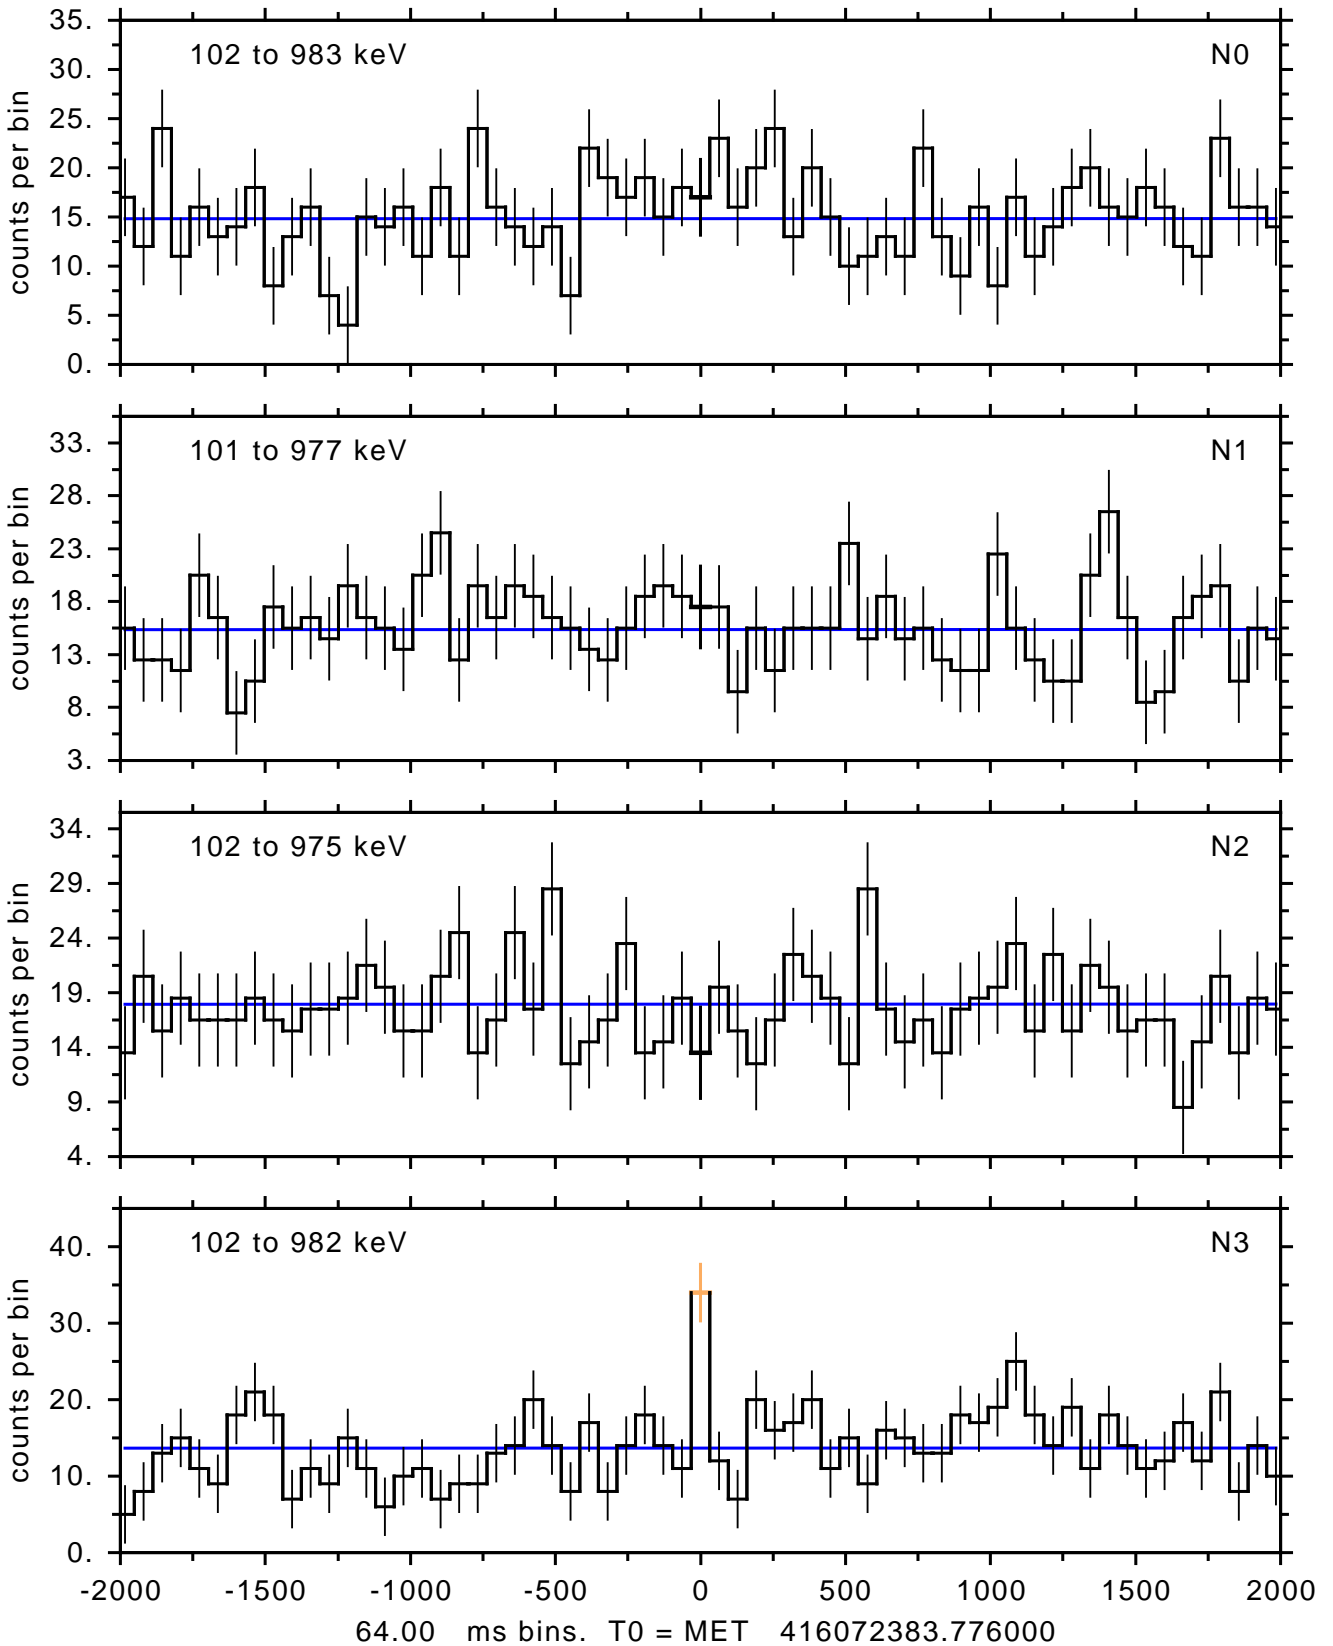 35.
102 to 983 keV N0
30.
25.
20.
15.
10.
5.
0.
counts per bin
101 to 977 keV N1
33.
28.
23.
18.
13.
8.
3.
counts per bin
34.
102 to 975 keV N2
29.
24.
19.
14.
9.
4.
counts per bin
102 to 982 keV N3
40.
30.
20.
10.
0.
counts per bin
-2000 -1500 -1000 -500 0 500 1000 1500 2000
64.00 ms bins. T0 = MET 416072383.776000